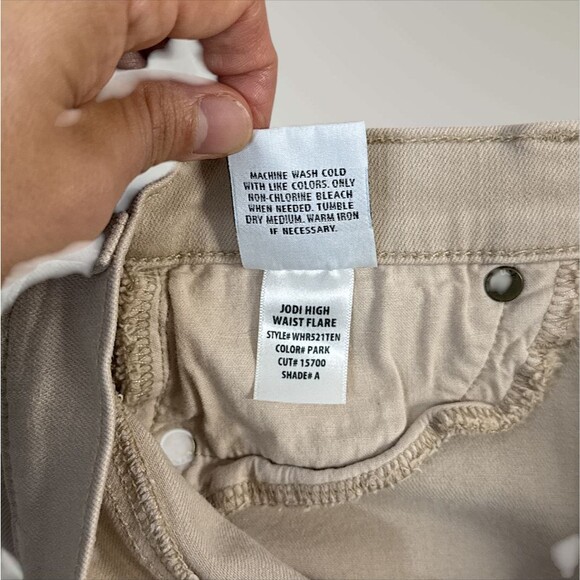 MACHINE WASH COLD
WITH LIKE COLORS. ONLY
NON-CHLORINE BLEACH
WHEN NEEDED. TUMBLE
DRY MEDIUM. WARM IRON
IF NECESSARY.
JODI HIGH
WAIST FLARE
STYLE# WHR521TEN
COLOR# PARK
CUT# 15700
SHADE# A